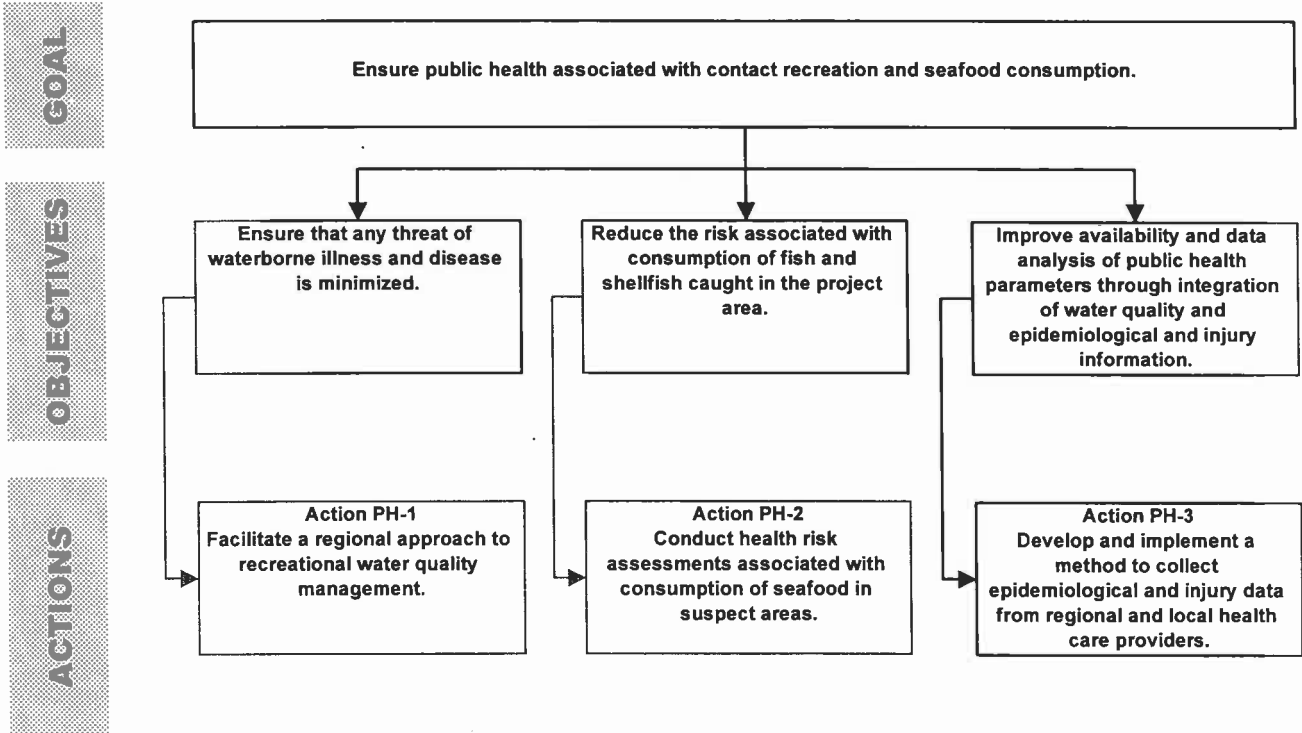 GOAL
Ensure public health associated with contact recreation and seafood consumption.
OBJECTIVES
Ensure that any threat of
waterborne illness and disease
is minimized.
Reduce the risk associated with
consumption of fish and
shellfish caught in the project
area.
Improve availability and data
analysis of public health
parameters through integration
of water quality and
epidemiological and injury
information.
ACTIONS
Action PH-1
Facilitate a regional approach to
recreational water quality
management.
Action PH-2
Conduct health risk
assessments associated with
consumption of seafood in
suspect areas.
Action PH-3
Develop and implement a
method to collect
epidemiological and injury data
from regional and local health
care providers.